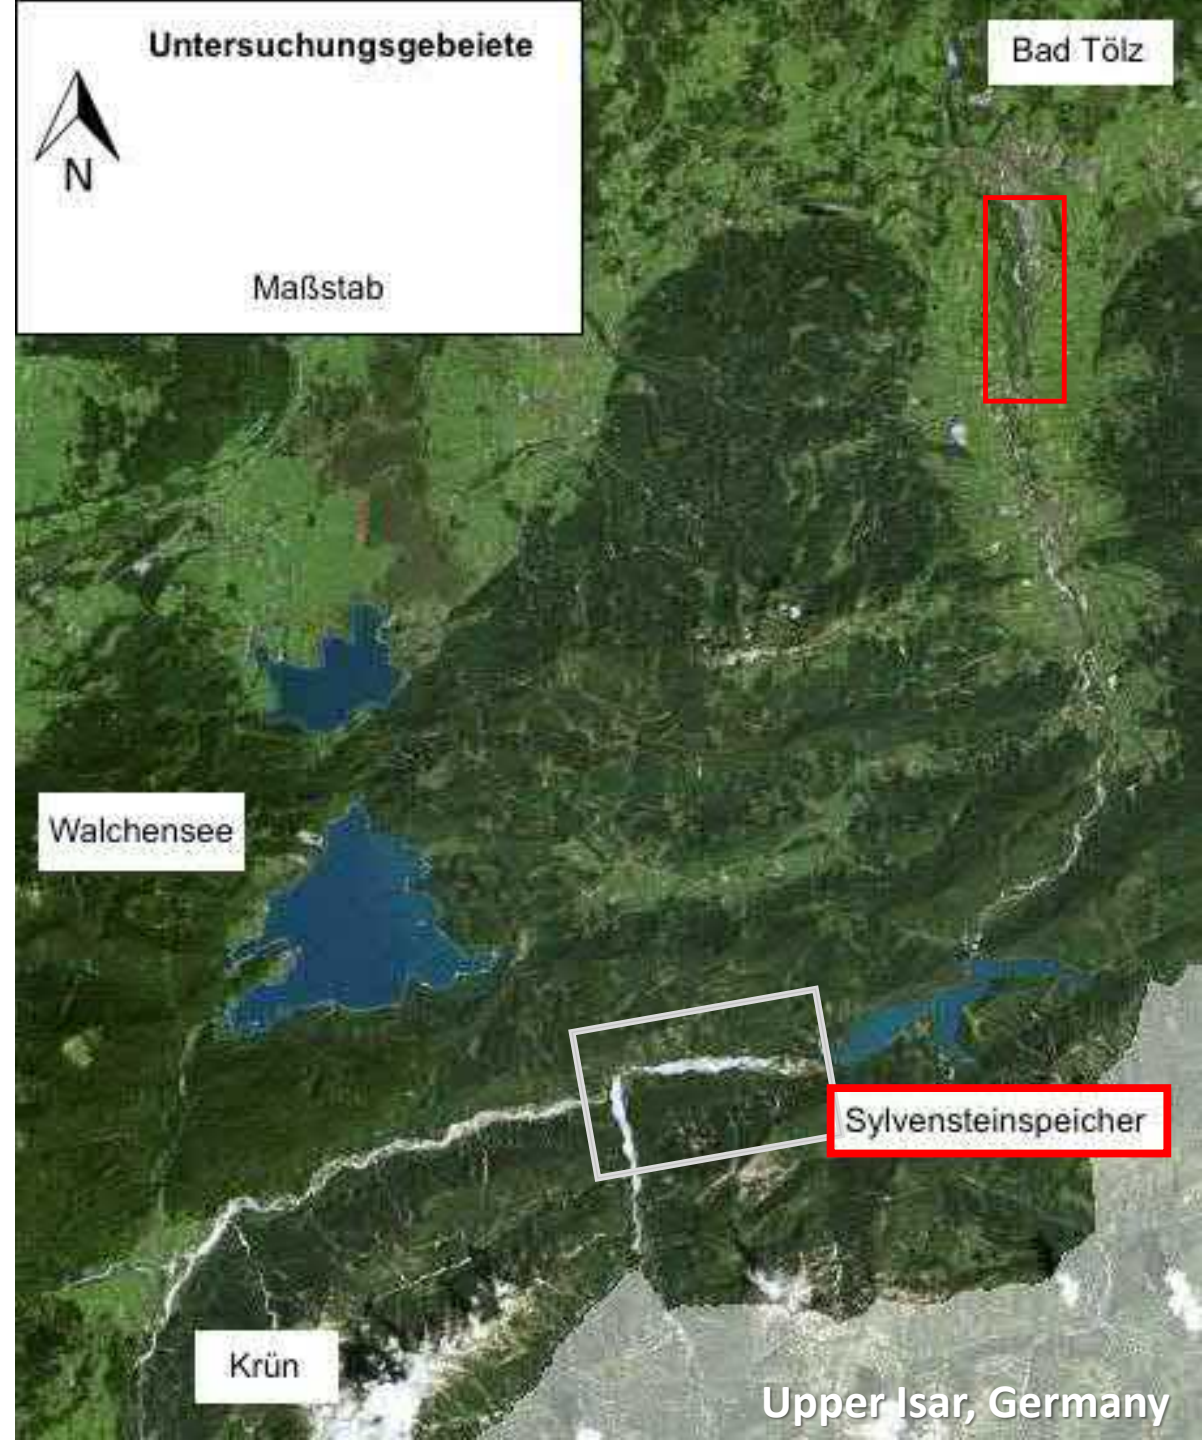 Untersuchungsgebeiete
N
Maßstab
Bad Tölz
Walchensee
Sylvensteinspeicher
Krün
Upper Isar, Germany